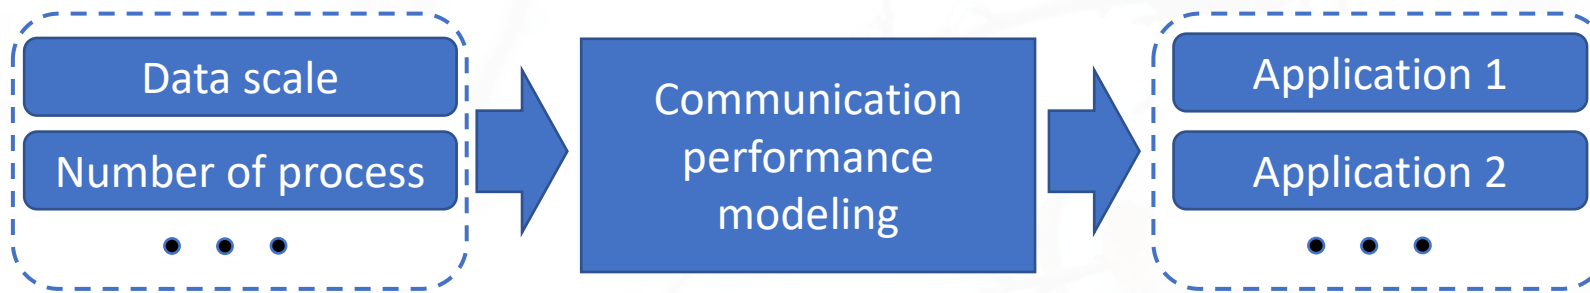 Data scale
Number of process
Communication
performance
modeling
Application 1
Application 2